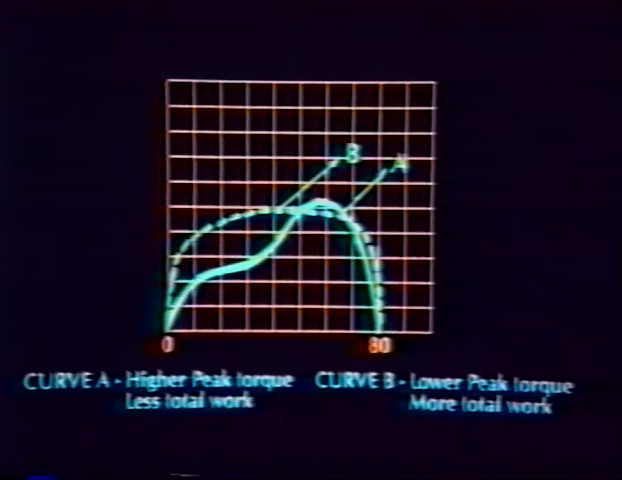 B A
0 80
CURVE A - Higher Peak torque CURVE B - Lower Peak torque
Less total work More total work